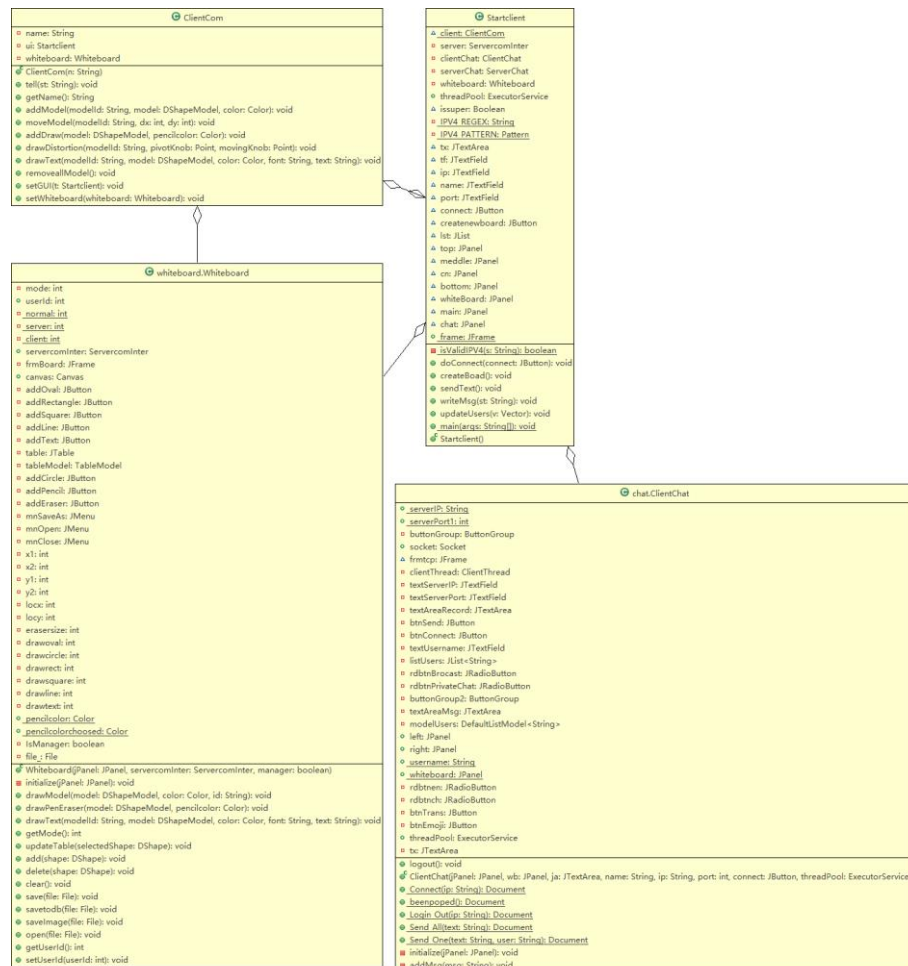 ClientCom
name: String
ui: Startclient
whiteboard: Whiteboard
ClientCom(n: String)
tell(st: String): void
getName(): String
addModel(modelId: String, model: DShapeModel, color: Color): void
moveModel(modelId: String, dx: int, dy: int): void
addDraw(model: DShapeModel, pencilcolor: Color): void
drawDistortion(modelId: String, pivotKnob: Point, movingKnob: Point): void
drawText(modelId: String, model: DShapeModel, color: Color, font: String, text: String): void
removeallModel(): void
setGUI(t: Startclient): void
setWhiteboard(whiteboard: Whiteboard): void
Startclient
client: ClientCom
server: ServercomInter
clientChat: ClientChat
serverChat: ServerChat
whiteboard: Whiteboard
threadPool: ExecutorService
issuper: Boolean
IPV4_REGEX: String
IPV4_PATTERN: Pattern
tx: JTextArea
tf: JTextField
ip: JTextField
name: JTextField
port: JTextField
connect: JButton
createnewboard: JButton
lst: JList
top: JPanel
meddle: JPanel
cn: JPanel
bottom: JPanel
whiteBoard: JPanel
main: JPanel
chat: JPanel
frame: JFrame
isValidIPV4(s: String): boolean
doConnect(connect: JButton): void
createBoad(): void
sendText(): void
writeMsg(st: String): void
updateUsers(v: Vector): void
main(args: String[]): void
Startclient()
whiteboard.Whiteboard
mode: int
userId: int
normal: int
server: int
client: int
servercomInter: ServercomInter
frmBoard: JFrame
canvas: Canvas
addOval: JButton
addRectangle: JButton
addSquare: JButton
addLine: JButton
addText: JButton
table: JTable
tableModel: TableModel
addCircle: JButton
addPencil: JButton
addEraser: JButton
mnSaveAs: JMenu
mnOpen: JMenu
mnClose: JMenu
x1: int
x2: int
y1: int
y2: int
locx: int
locy: int
erasersize: int
drawoval: int
drawcircle: int
drawrect: int
drawsquare: int
drawline: int
drawtext: int
pencilcolor: Color
pencilcolorchoosed: Color
IsManager: boolean
file_: File
Whiteboard(jPanel: JPanel, servercomInter: ServercomInter, manager: boolean)
initialize(jPanel: JPanel): void
drawModel(model: DShapeModel, color: Color, id: String): void
drawPenEraser(model: DShapeModel, pencilcolor: Color): void
drawText(modelId: String, model: DShapeModel, color: Color, font: String, text: String): void
getMode(): int
updateTable(selectedShape: DShape): void
add(shape: DShape): void
delete(shape: DShape): void
clear(): void
save(file: File): void
savetodb(file: File): void
saveImage(file: File): void
open(file: File): void
getUserId(): int
setUserId(userId: int): void
chat.ClientChat
serverIP: String
serverPort1: int
buttonGroup: ButtonGroup
socket: Socket
frmtcp: JFrame
clientThread: ClientThread
textServerIP: JTextField
textServerPort: JTextField
textAreaRecord: JTextArea
btnSend: JButton
btnConnect: JButton
textUsername: JTextField
listUsers: JList<String>
rdbtnBrocast: JRadioButton
rdbtnPrivateChat: JRadioButton
buttonGroup2: ButtonGroup
textAreaMsg: JTextArea
modelUsers: DefaultListModel<String>
left: JPanel
right: JPanel
username: String
whiteboard: JPanel
rdbtnen: JRadioButton
rdbtnch: JRadioButton
btnTrans: JButton
btnEmoji: JButton
threadPool: ExecutorService
tx: JTextArea
logout(): void
ClientChat(jPanel: JPanel, wb: JPanel, ja: JTextArea, name: String, ip: String, port: int, connect: JButton, threadPool: ExecutorService
Connect(ip: String): Document
beenpoped(): Document
Login_Out(ip: String): Document
Send_All(text: String): Document
Send_One(text: String, user: String): Document
initialize(jPanel: JPanel): void
addMsg(msg: String): void